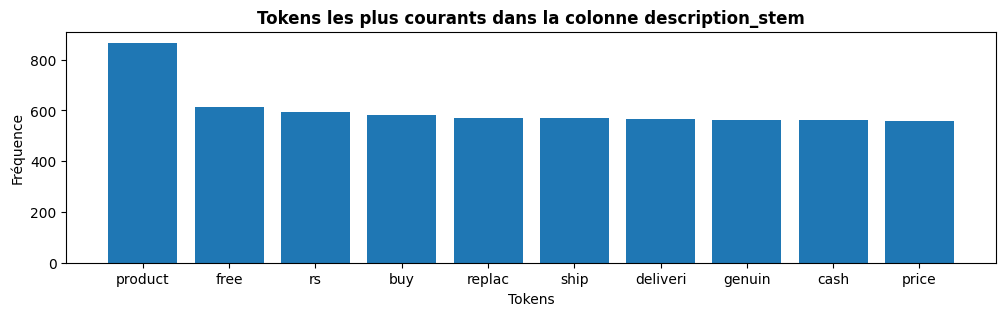 Tokens les plus courants dans la colonne description_stem
Fréquence
800
600
400
200
0
product free rs buy replac ship deliveri genuin cash price
Tokens